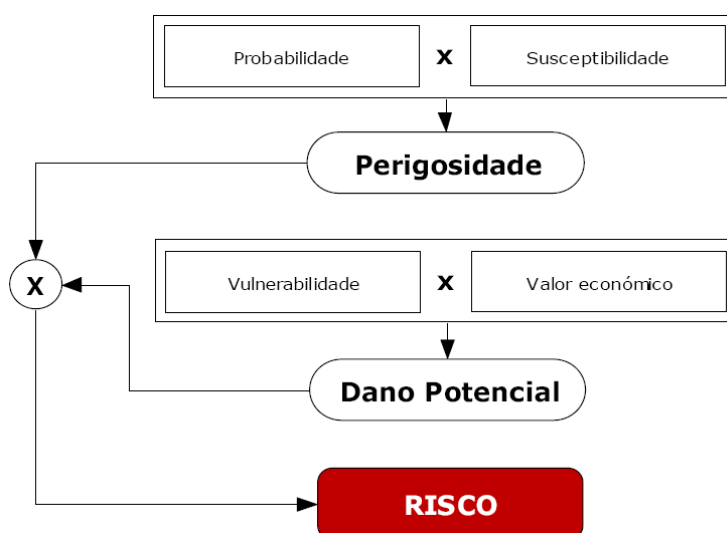 Probabilidade x Susceptibilidade
Perigosidade
Vulnerabilidade x Valor económico
X
Dano Potencial
RISCO